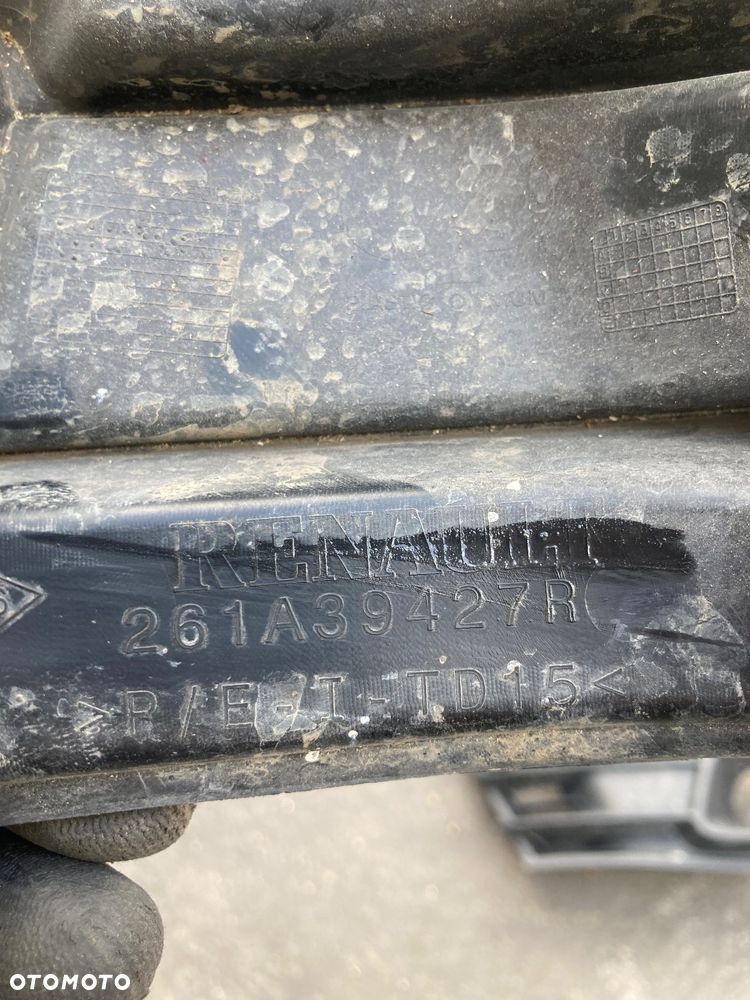 RENAULT
261A39427R
>P/E-I-TD15<
OTOMOTO